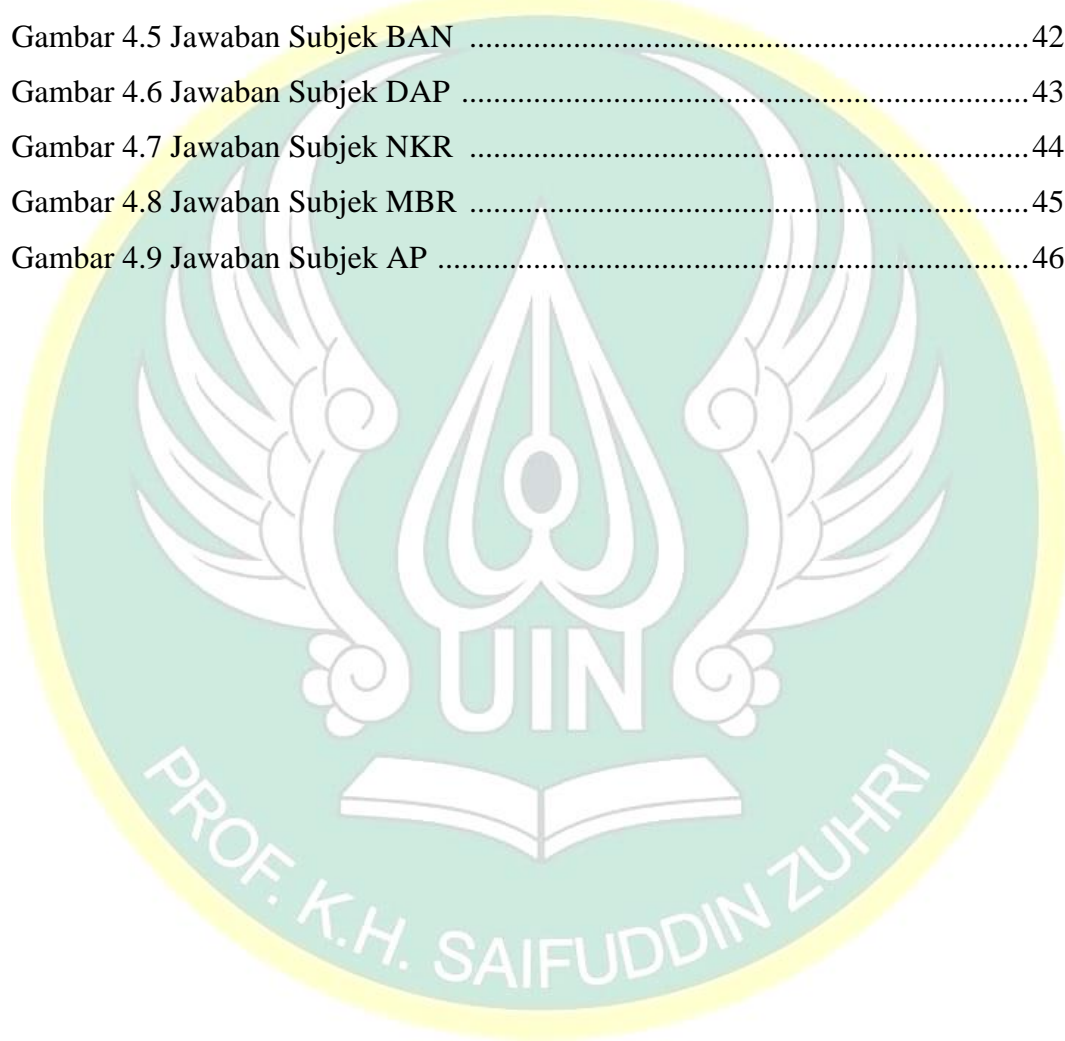 Gambar 4.5 Jawaban Subjek BAN ......................................................................42
Gambar 4.6 Jawaban Subjek DAP .......................................................................43
Gambar 4.7 Jawaban Subjek NKR ......................................................................44
Gambar 4.8 Jawaban Subjek MBR ......................................................................45
Gambar 4.9 Jawaban Subjek AP ..........................................................................46
UIN
PROF. K.H. SAIFUDDIN ZUHRI